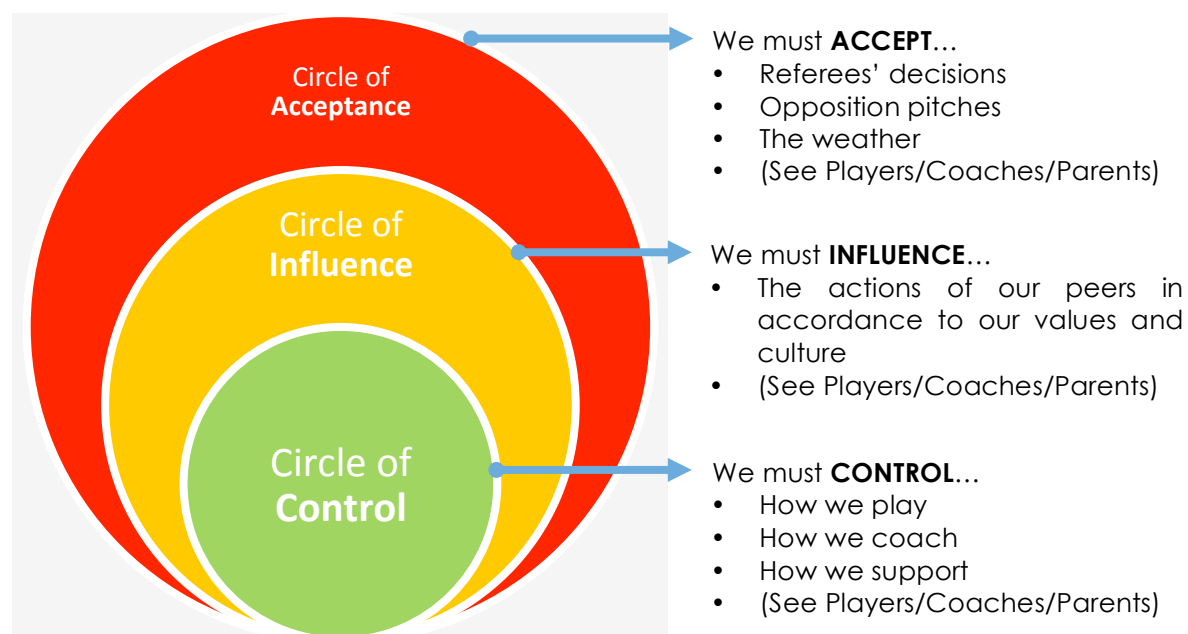 Circle of
Acceptance
Circle of
Influence
Circle of
Control
We must ACCEPT…
• Referees’ decisions
• Opposition pitches
• The weather
• (See Players/Coaches/Parents)
We must INFLUENCE…
• The actions of our peers in
accordance to our values and
culture
• (See Players/Coaches/Parents)
We must CONTROL…
• How we play
• How we coach
• How we support
• (See Players/Coaches/Parents)